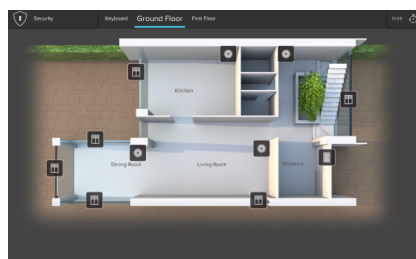 Security
Keyboard
Ground Floor
First Floor
Kitchen
Dining Room
Living Room
Entrance